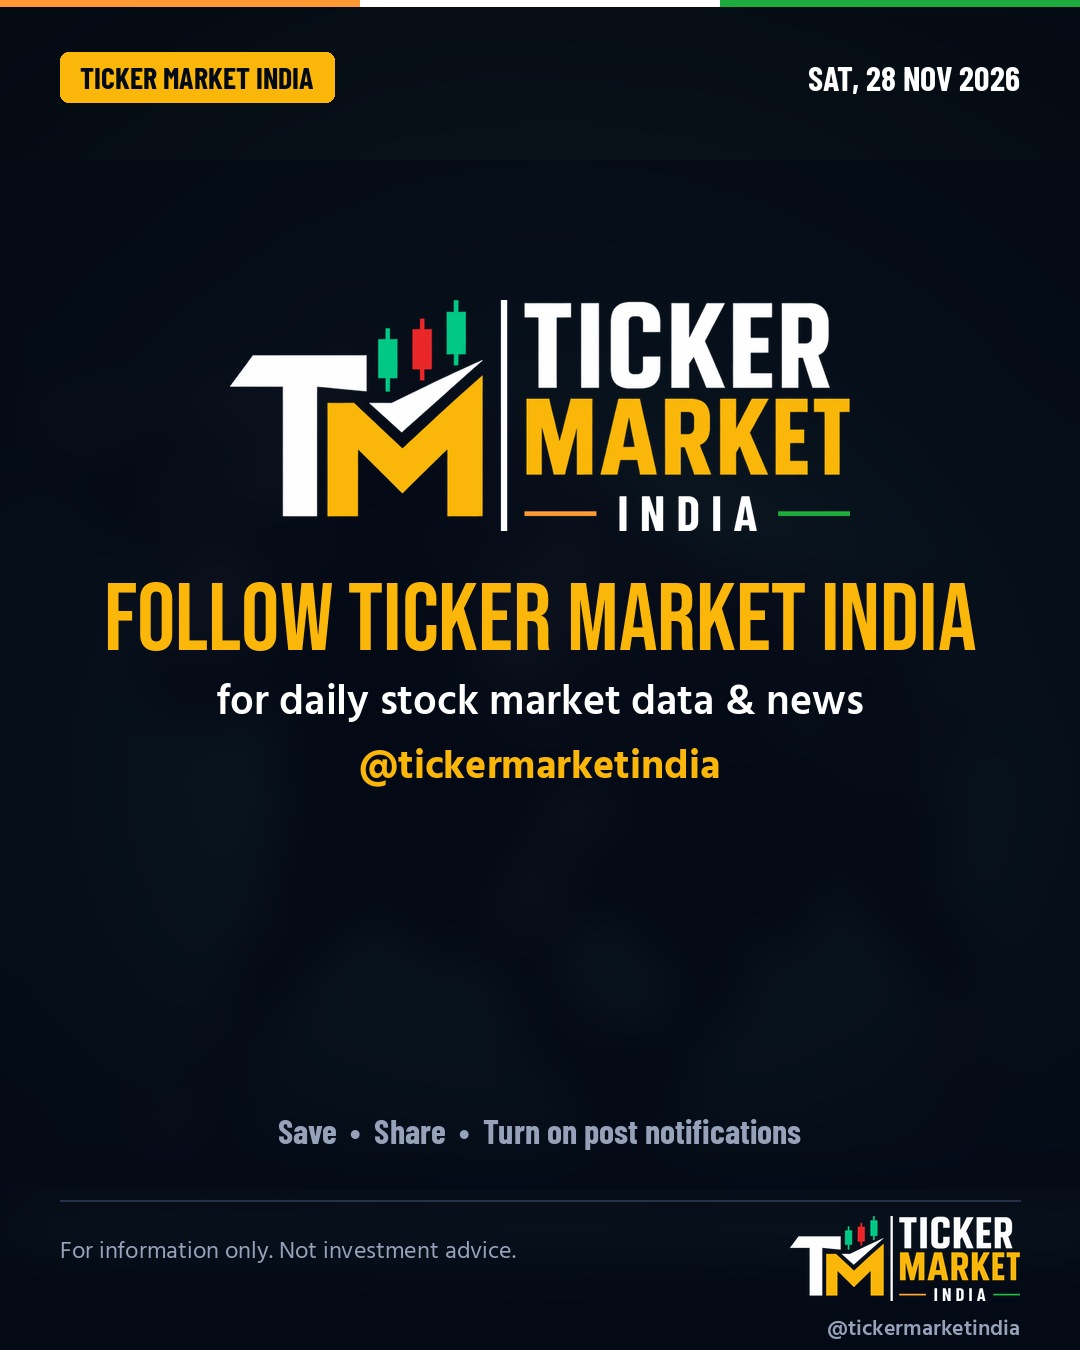 TICKER MARKET INDIA
SAT, 28 NOV 2026
TM
TICKER
MARKET
INDIA
FOLLOW TICKER MARKET INDIA
for daily stock market data & news
@tickermarketindia
Save • Share • Turn on post notifications
For information only. Not investment advice.
TM
TICKER
MARKET
INDIA
@tickermarketindia